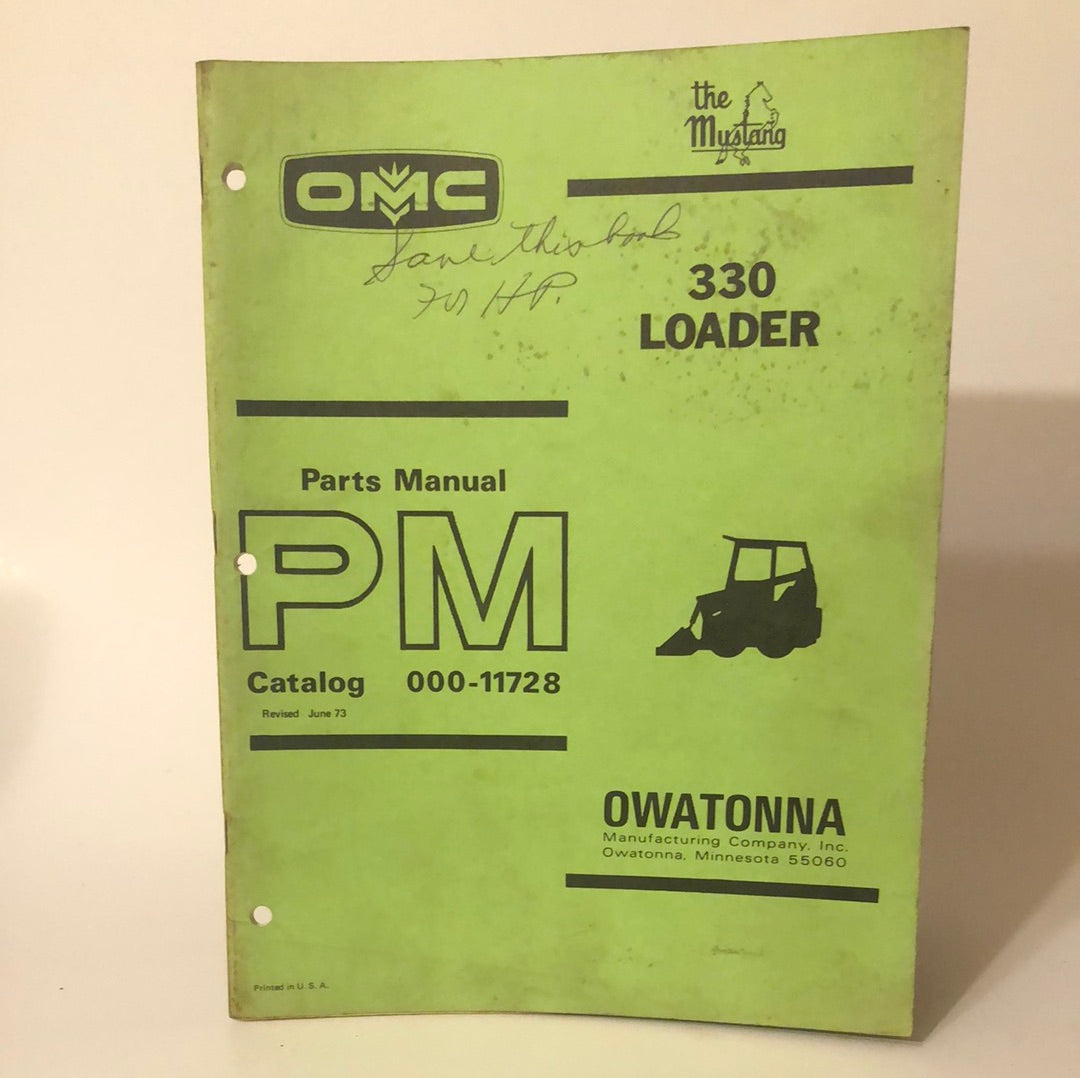 the
Mustang
OMC
Save this book
for HP.
330
LOADER
Parts Manual
PM
Catalog 000-11728
Revised June 73
OWATONNA
Manufacturing Company, Inc.
Owatonna, Minnesota 55060
Printed in U. S. A.